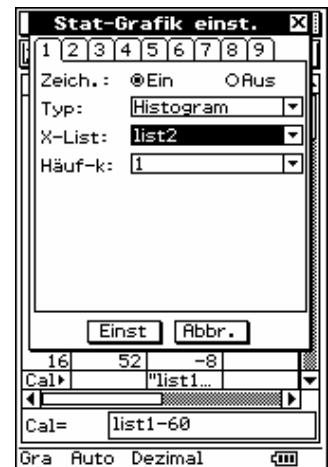 Stat-Grafik einst.
1 2 3 4 5 6 7 8 9
Zeich.: Ein Aus
Typ: Histogram
X-List: list2
Häuf-k: 1
Einst Abbr.
16 52 -8
Cal▸ "list1...
Cal= list1-60
Gra Auto Dezimal